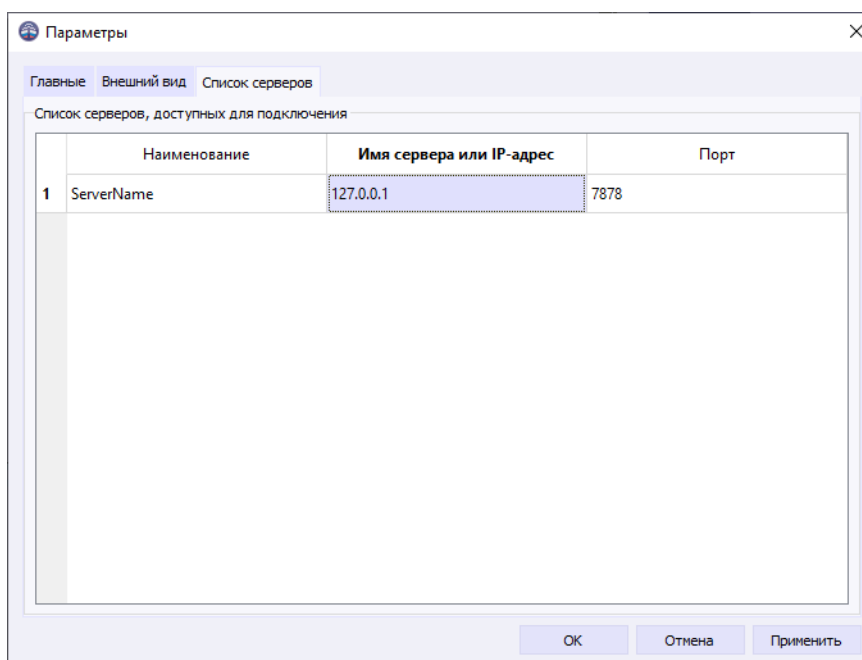 Параметры
Главные Внешний вид Список серверов
Список серверов, доступных для подключения
Наименование Имя сервера или IP-адрес Порт
1 ServerName 127.0.0.1 7878
OK Отмена Применить